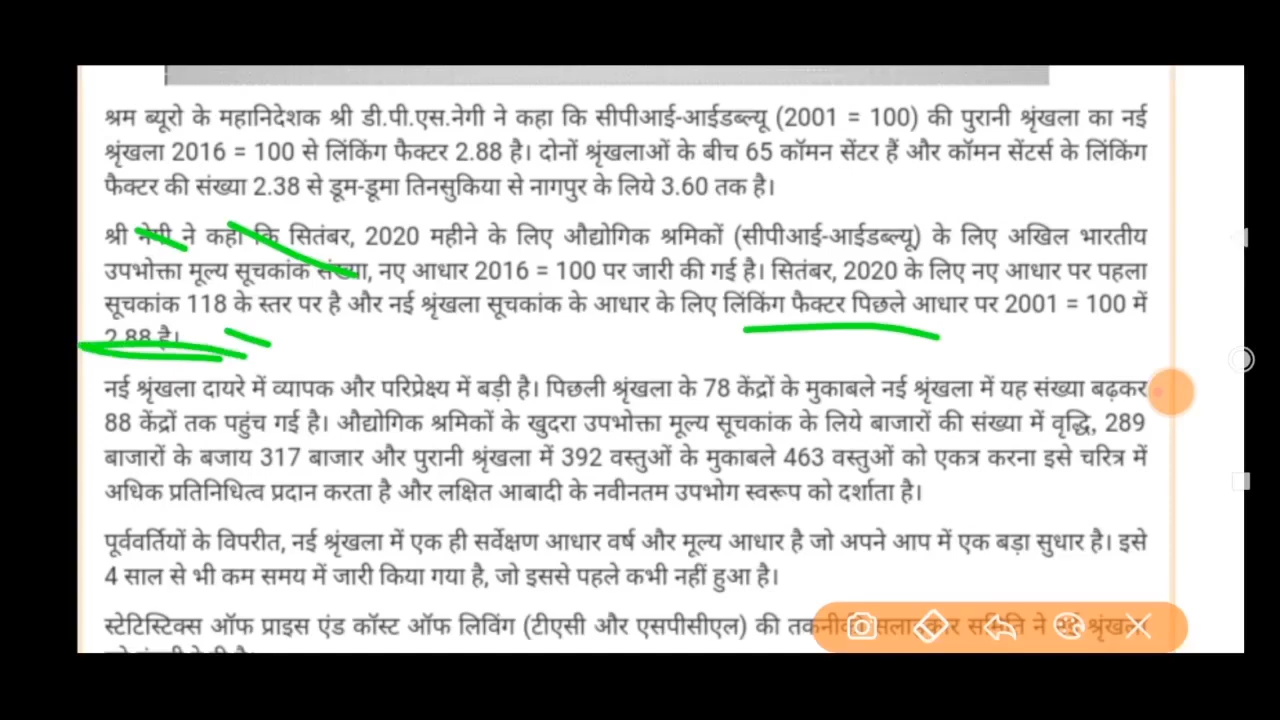 श्रम ब्यूरो के महानिदेशक श्री डी.पी.एस.नेगी ने कहा कि सीपीआई-आईडब्ल्यू (2001 = 100) की पुरानी श्रृंखला का नई
श्रृंखला 2016 = 100 से लिंकिंग फैक्टर 2.88 है। दोनों श्रृंखलाओं के बीच 65 कॉमन सेंटर हैं और कॉमन सेंटर्स के लिंकिंग
फैक्टर की संख्या 2.38 से डूम-डूमा तिनसुकिया से नागपुर के लिये 3.60 तक है।
श्री नेगी ने कहा कि सितंबर, 2020 महीने के लिए औद्योगिक श्रमिकों (सीपीआई-आईडब्ल्यू) के लिए अखिल भारतीय
उपभोक्ता मूल्य सूचकांक संख्या, नए आधार 2016 = 100 पर जारी की गई है। सितंबर, 2020 के लिए नए आधार पर पहला
सूचकांक 118 के स्तर पर है और नई श्रृंखला सूचकांक के आधार के लिए लिंकिंग फैक्टर पिछले आधार पर 2001 = 100 में
2.88 है।
नई श्रृंखला दायरे में व्यापक और परिप्रेक्ष्य में बड़ी है। पिछली श्रृंखला के 78 केंद्रों के मुकाबले नई श्रृंखला में यह संख्या बढ़कर
88 केंद्रों तक पहुंच गई है। औद्योगिक श्रमिकों के खुदरा उपभोक्ता मूल्य सूचकांक के लिये बाजारों की संख्या में वृद्धि, 289
बाजारों के बजाय 317 बाजार और पुरानी श्रृंखला में 392 वस्तुओं के मुकाबले 463 वस्तुओं को एकत्र करना इसे चरित्र में
अधिक प्रतिनिधित्व प्रदान करता है और लक्षित आबादी के नवीनतम उपभोग स्वरूप को दर्शाता है।
पूर्ववर्तियों के विपरीत, नई श्रृंखला में एक ही सर्वेक्षण आधार वर्ष और मूल्य आधार है जो अपने आप में एक बड़ा सुधार है। इसे
4 साल से भी कम समय में जारी किया गया है, जो इससे पहले कभी नहीं हुआ है।
स्टेटिस्टिक्स ऑफ प्राइस एंड कॉस्ट ऑफ लिविंग (टीएसी और एसपीसीएल) की तकनीकी सलाहकार समिति ने नई श्रृंखला